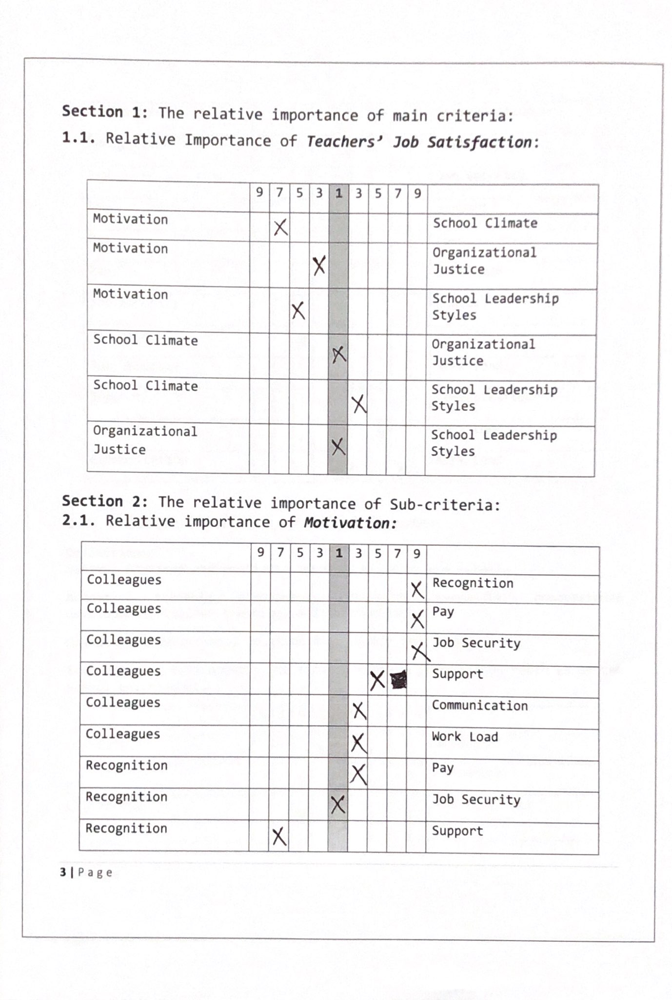 Section 1: The relative importance of main criteria:
1.1. Relative Importance of Teachers' Job Satisfaction:
9 7 5 3 1 3 5 7 9
Motivation X School Climate
Motivation X Organizational
Justice
Motivation X School Leadership
Styles
School Climate X Organizational
Justice
School Climate X School Leadership
Styles
Organizational X School Leadership
Justice Styles
Section 2: The relative importance of Sub-criteria:
2.1. Relative importance of Motivation:
9 7 5 3 1 3 5 7 9
Colleagues X Recognition
Colleagues X Pay
Colleagues X Job Security
Colleagues X Support
Colleagues X Communication
Colleagues X Work Load
Recognition X Pay
Recognition X Job Security
Recognition X Support
3 | Page